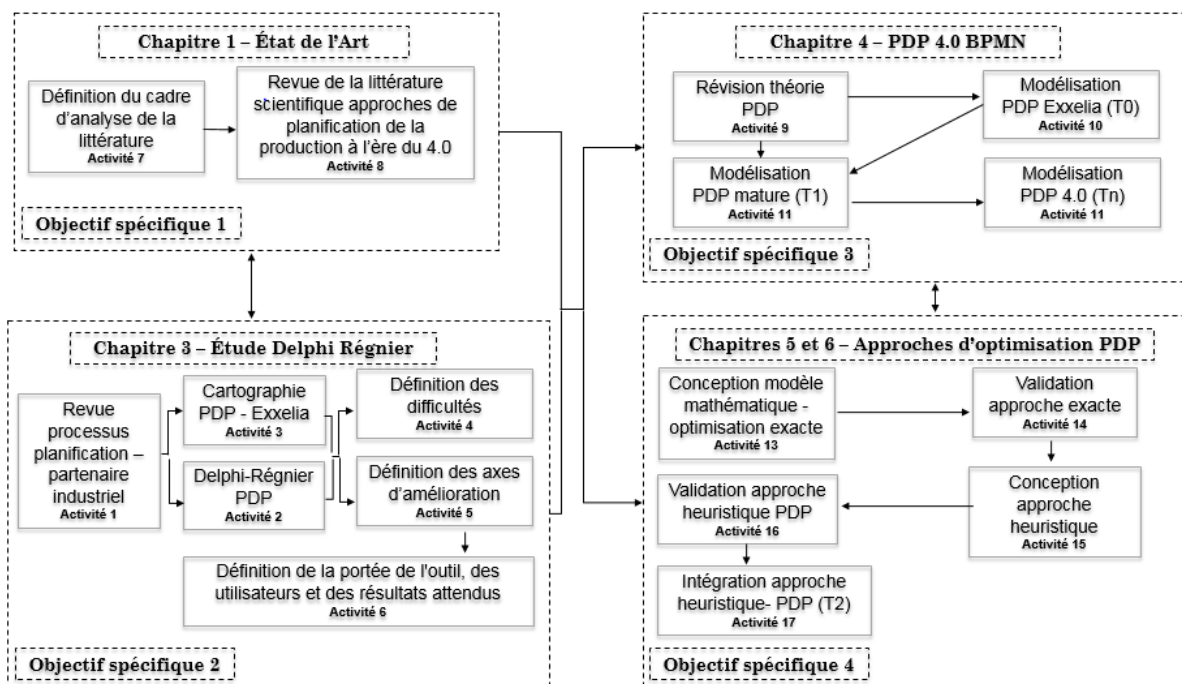 Chapitre 1 – État de l'Art
Définition du cadre
d'analyse de la
littérature
Activité 7
Revue de la littérature
scientifique approches de
planification de la
production à l'ère du 4.0
Activité 8
Objectif spécifique 1
Chapitre 3 – Étude Delphi Régnier
Revue
processus
planification –
partenaire
industriel
Activité 1
Cartographie
PDP - Exxelia
Activité 3
Delphi-Régnier
PDP
Activité 2
Définition des
difficultés
Activité 4
Définition des axes
d'amélioration
Activité 5
Définition de la portée de l'outil, des
utilisateurs et des résultats attendus
Activité 6
Objectif spécifique 2
Chapitre 4 – PDP 4.0 BPMN
Révision théorie
PDP
Activité 9
Modélisation
PDP Exxelia (T0)
Activité 10
Modélisation
PDP mature (T1)
Activité 11
Modélisation
PDP 4.0 (Tn)
Activité 11
Objectif spécifique 3
Chapitres 5 et 6 – Approches d'optimisation PDP
Conception modèle
mathématique -
optimisation exacte
Activité 13
Validation
approche exacte
Activité 14
Validation approche
heuristique PDP
Activité 16
Conception
approche
heuristique
Activité 15
Intégration approche
heuristique- PDP (T2)
Activité 17
Objectif spécifique 4